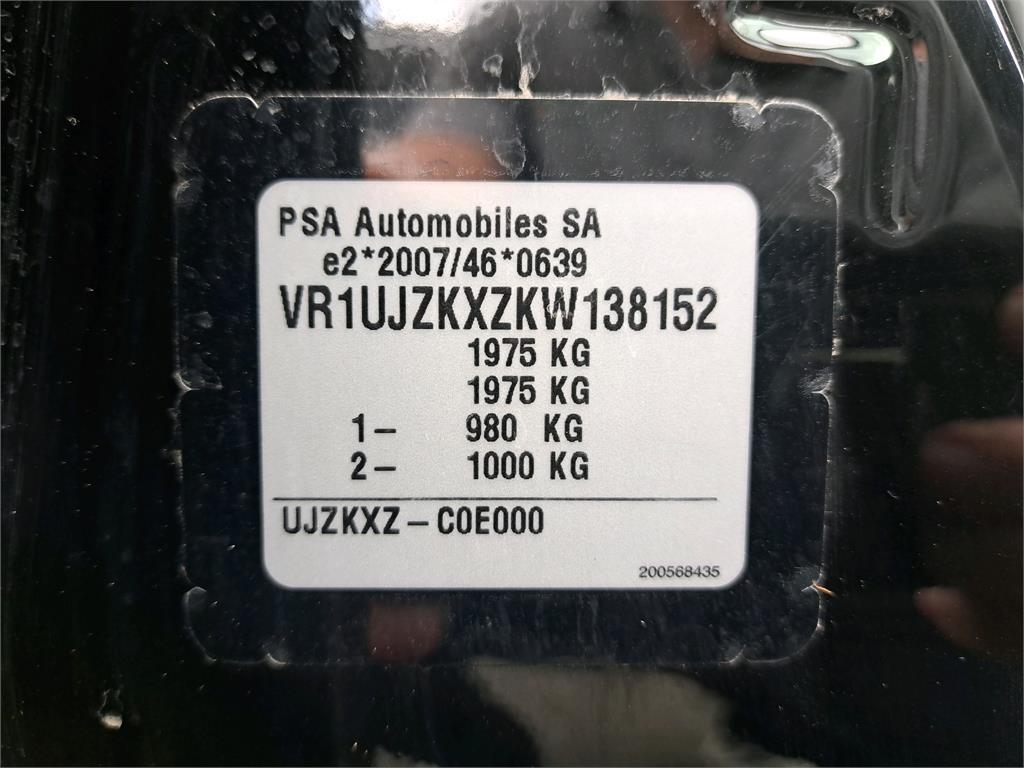 PSA Automobiles SA
e2*2007/46*0639
VR1UJZKXZKW138152
1975 KG
1975 KG
1- 980 KG
2- 1000 KG
UJZKXZ-C0E000
200568435